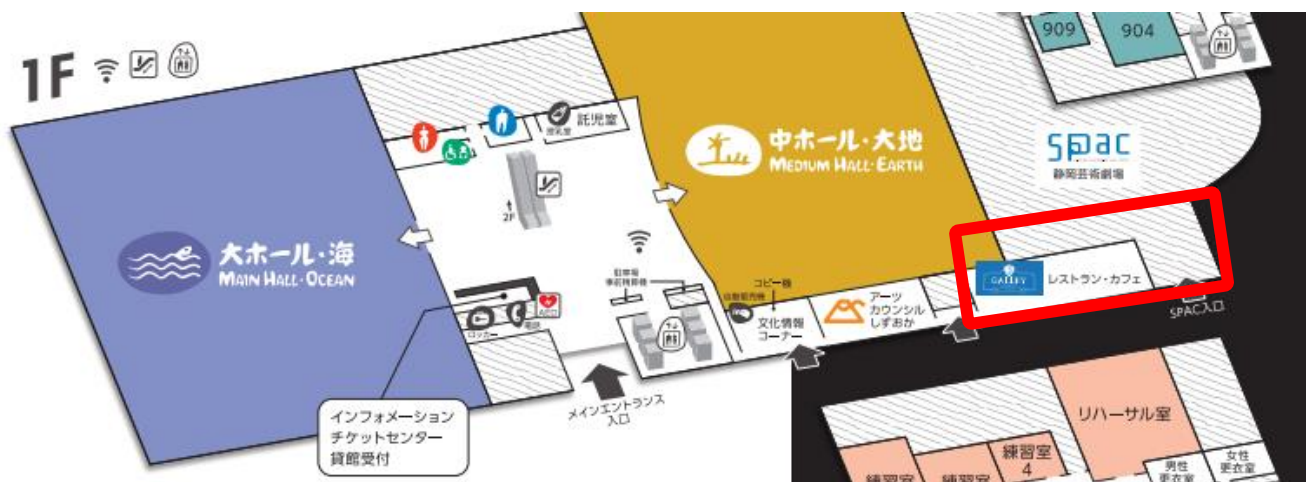 1F
大ホール・海
MAIN HALL・OCEAN
授乳室
託児室
2F
中ホール・大地
MEDIUM HALL・EARTH
909
904
spac
静岡芸術劇場
GALLEY
レストラン・カフェ
SPAC入口
駐車場
事前精算機
コピー機
自動販売機
文化情報
コーナー
アーツ
カウンシル
しずおか
AED
ロッカー
電話
メインエントランス
入口
インフォメーション
チケットセンター
貸館受付
リハーサル室
練習室
4
練習室
練習室
男性
更衣室
女性
更衣室